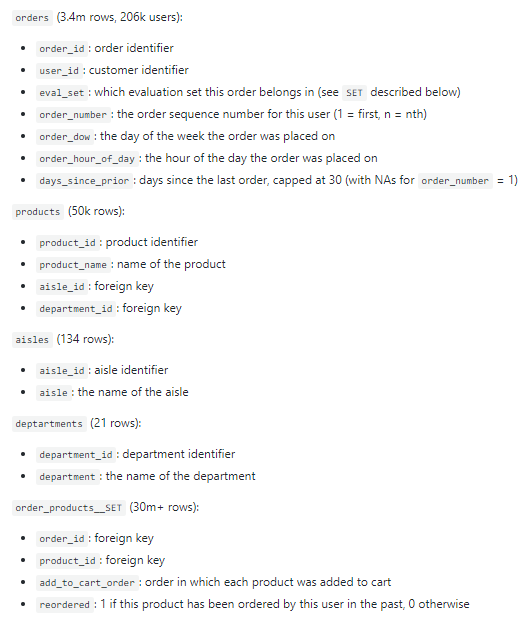 orders (3.4m rows, 206k users):
• order_id : order identifier
• user_id : customer identifier
• eval_set : which evaluation set this order belongs in (see SET described below)
• order_number : the order sequence number for this user (1 = first, n = nth)
• order_dow : the day of the week the order was placed on
• order_hour_of_day : the hour of the day the order was placed on
• days_since_prior : days since the last order, capped at 30 (with NAs for order_number = 1)
products (50k rows):
• product_id : product identifier
• product_name : name of the product
• aisle_id : foreign key
• department_id : foreign key
aisles (134 rows):
• aisle_id : aisle identifier
• aisle : the name of the aisle
deptartments (21 rows):
• department_id : department identifier
• department : the name of the department
order_products__SET (30m+ rows):
• order_id : foreign key
• product_id : foreign key
• add_to_cart_order : order in which each product was added to cart
• reordered : 1 if this product has been ordered by this user in the past, 0 otherwise